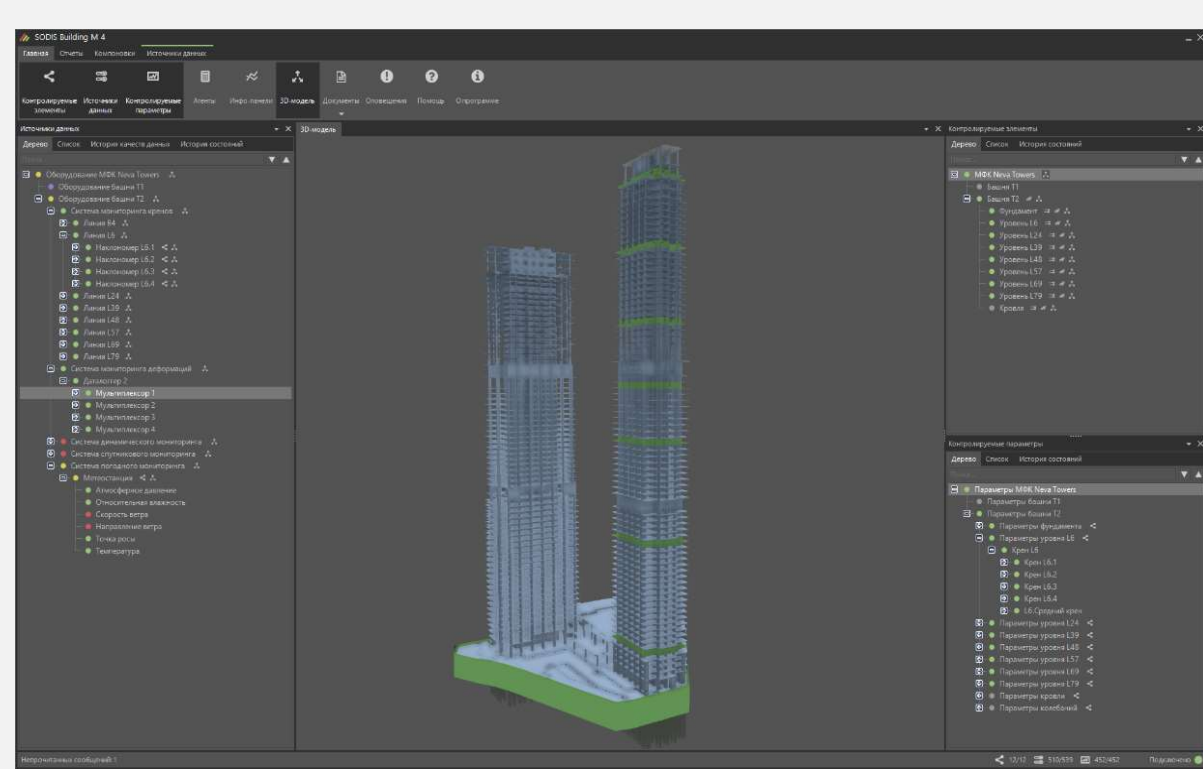 SODIS Building M 4
Главная Отчеты Компоновки Источники данных
Контролируемые элементы Источники данных Контролируемые параметры Агенты Инфо-панели 3D-модель Документы Оповещения Помощь О программе
Источники данных
Дерево Список История качеств данных История состояний
Поиск...
Оборудование МФК Neva Towers
Оборудование башни Т1
Оборудование башни Т2
Система мониторинга кренов
Линия B4
Линия L6
Наклономер L6.1
Наклономер L6.2
Наклономер L6.3
Наклономер L6.4
Линия L24
Линия L39
Линия L48
Линия L57
Линия L69
Линия L79
Система мониторинга деформаций
Даталоггер 2
Мультиплексор 1
Мультиплексор 2
Мультиплексор 3
Мультиплексор 4
Система динамического мониторинга
Система спутникового мониторинга
Система погодного мониторинга
Метеостанция
Атмосферное давление
Относительная влажность
Скорость ветра
Направление ветра
Точка росы
Температура
3D-модель
Контролируемые элементы
Дерево Список История состояний
МФК Neva Towers
Башня Т1
Башня Т2
Фундамент
Уровень L6
Уровень L24
Уровень L39
Уровень L48
Уровень L57
Уровень L69
Уровень L79
Кровля
Контролируемые параметры
Дерево Список История состояний
Параметры МФК Neva Towers
Параметры башни Т1
Параметры башни Т2
Параметры фундамента
Параметры уровня L6
Крен L6
Крен L6.1
Крен L6.2
Крен L6.3
Крен L6.4
L6.Средний крен
Параметры уровня L24
Параметры уровня L39
Параметры уровня L48
Параметры уровня L57
Параметры уровня L69
Параметры уровня L79
Параметры кровли
Параметры колебаний
Непрочитанных сообщений: 1
12/12 510/539 452/452 Подключено